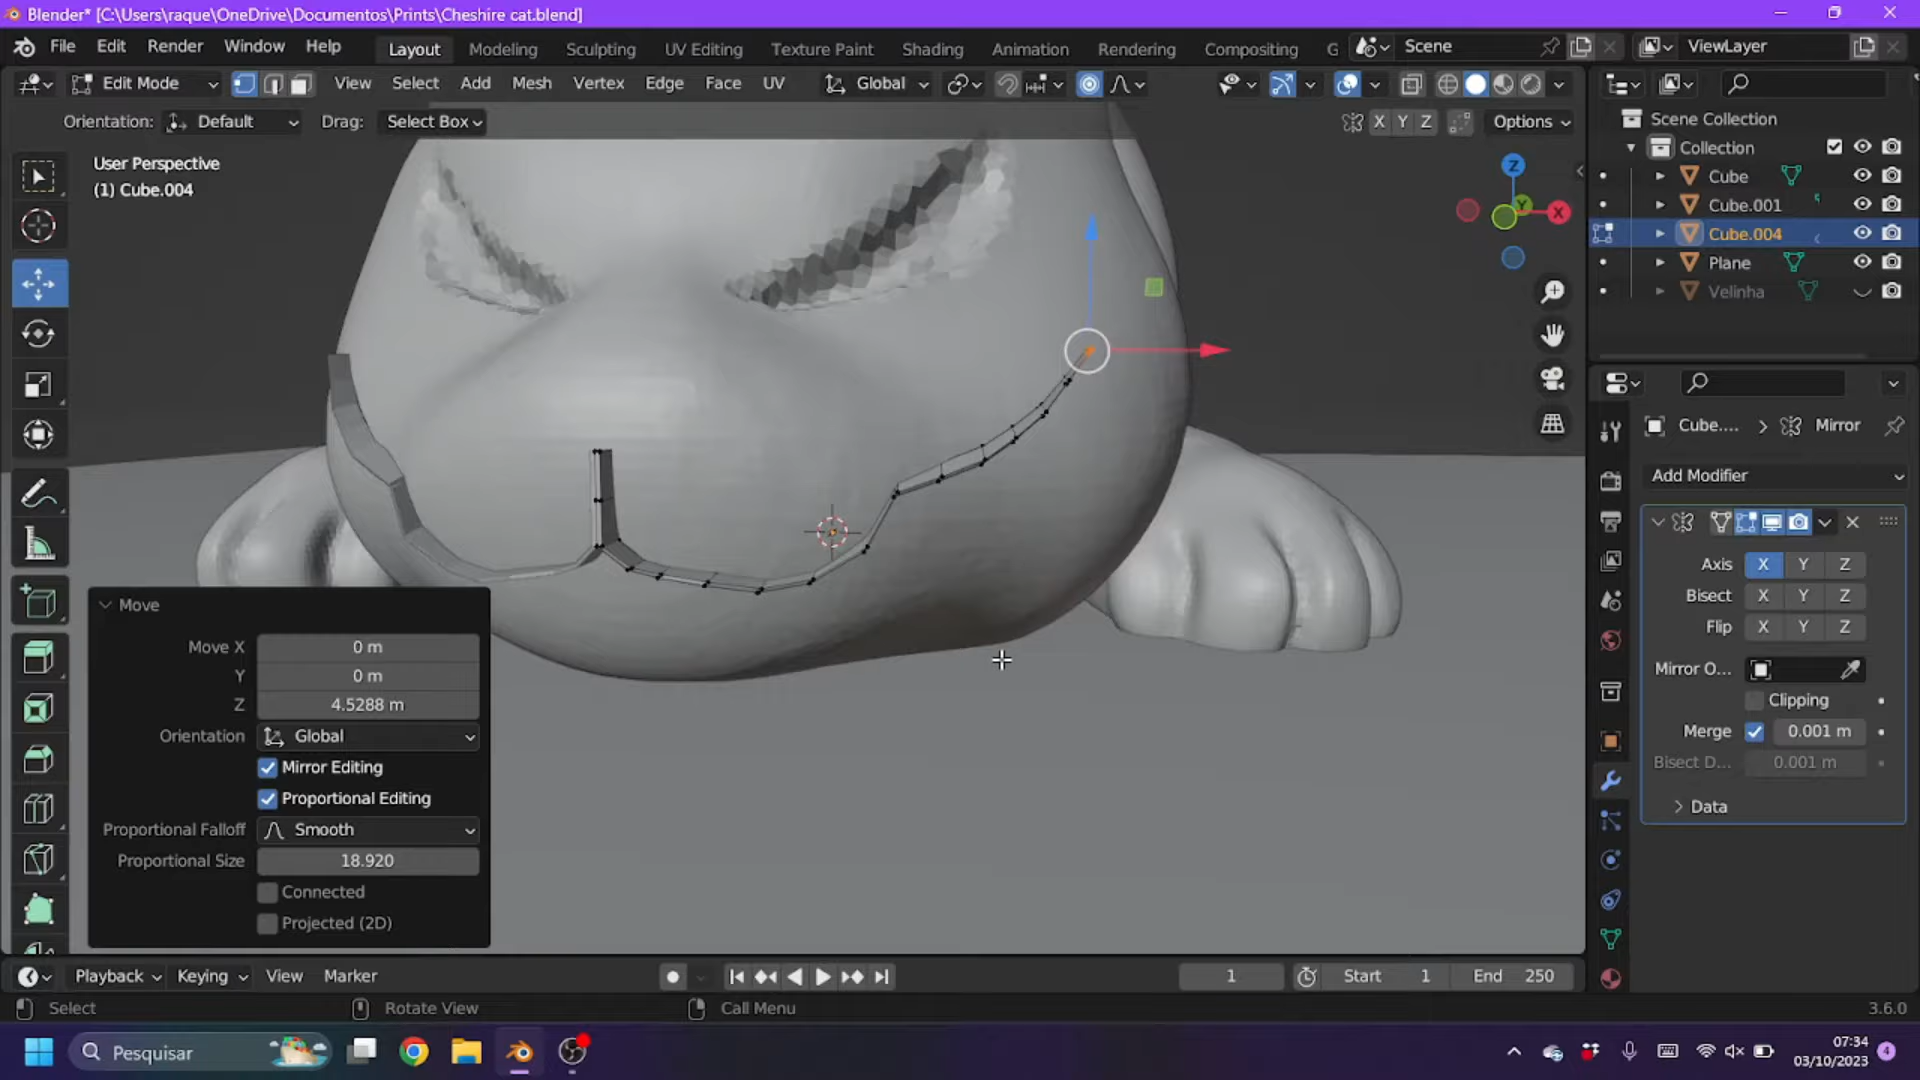 Blender* [C:\Users\raque\OneDrive\Documentos\Prints\Cheshire cat.blend]
File Edit Render Window Help Layout Modeling Sculpting UV Editing Texture Paint Shading Animation Rendering Compositing G Scene ViewLayer
Edit Mode View Select Add Mesh Vertex Edge Face UV Global
Orientation: Default Drag: Select Box X Y Z Options
User Perspective
(1) Cube.004
Z
Y
X
Scene Collection
Collection
Cube
Cube.001
Cube.004
Plane
Velinha
Cube.... > Mirror
Add Modifier
Axis X Y Z
Bisect X Y Z
Flip X Y Z
Mirror O...
Clipping
Merge 0.001 m
Bisect D... 0.001 m
Data
Move
Move X 0 m
Y 0 m
Z 4.5288 m
Orientation Global
Mirror Editing
Proportional Editing
Proportional Falloff Smooth
Proportional Size 18.920
Connected
Projected (2D)
Playback Keying View Marker 1 Start 1 End 250
Select Rotate View Call Menu 3.6.0
Pesquisar
07:34
03/10/2023
4